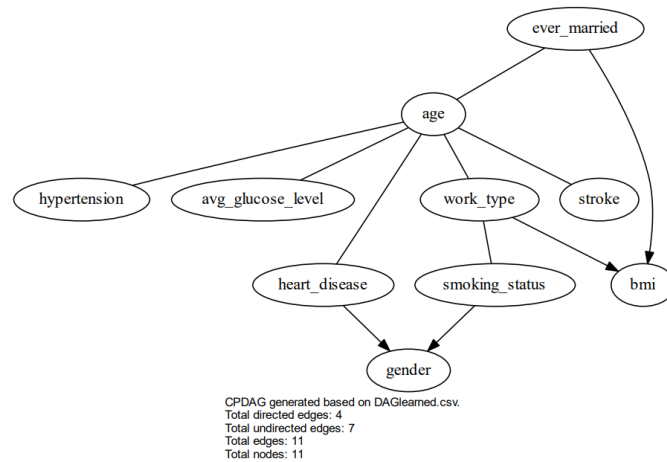 ever_married
age
hypertension
avg_glucose_level
work_type
stroke
heart_disease
smoking_status
bmi
gender
CPDAG generated based on DAGlearned.csv.
Total directed edges: 4
Total undirected edges: 7
Total edges: 11
Total nodes: 11